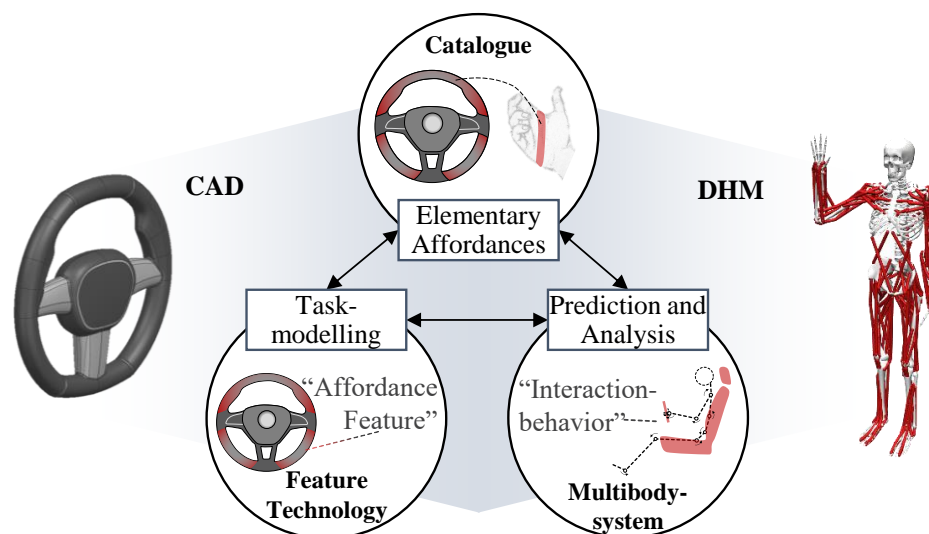 Catalogue
CAD
DHM
Elementary
Affordances
Task-
modelling
Prediction and
Analysis
“Affordance
Feature”
“Interaction-
behavior”
Feature
Technology
Multibody-
system